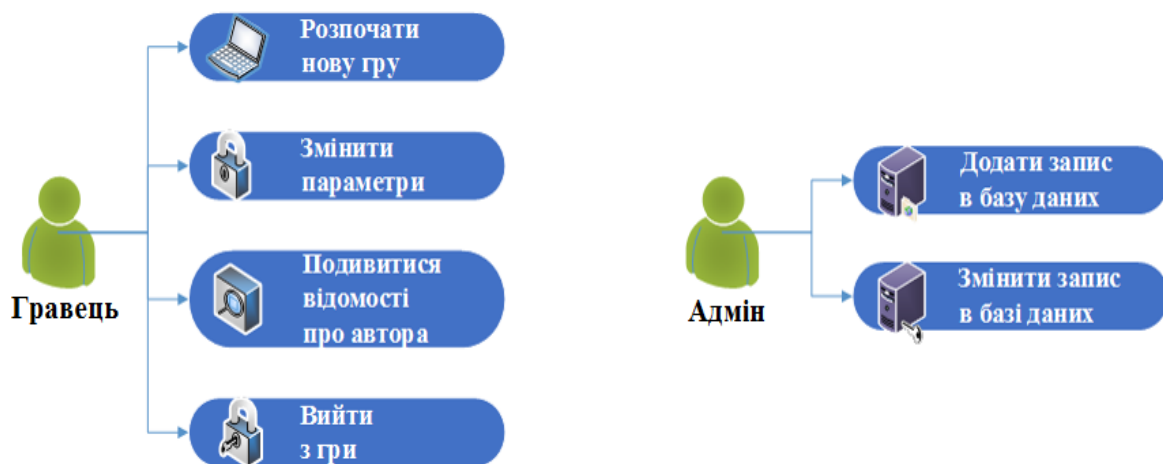 Розпочати
нову гру
Змінити
параметри
Подивитися
відомості
про автора
Вийти
з гри
Гравець
Додати запис
в базу даних
Змінити запис
в базі даних
Адмін